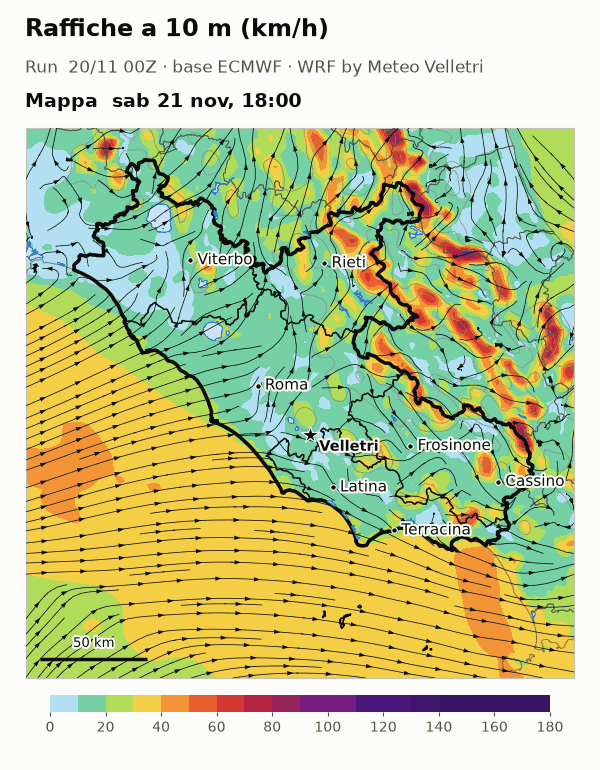 Raffiche a 10 m (km/h)
Run  20/11 00Z · base ECMWF · WRF by Meteo Velletri
Mappa  sab 21 nov, 18:00
Viterbo
Rieti
Roma
Velletri
Frosinone
Cassino
Latina
Terracina
50 km
0 20 40 60 80 100 120 140 160 180